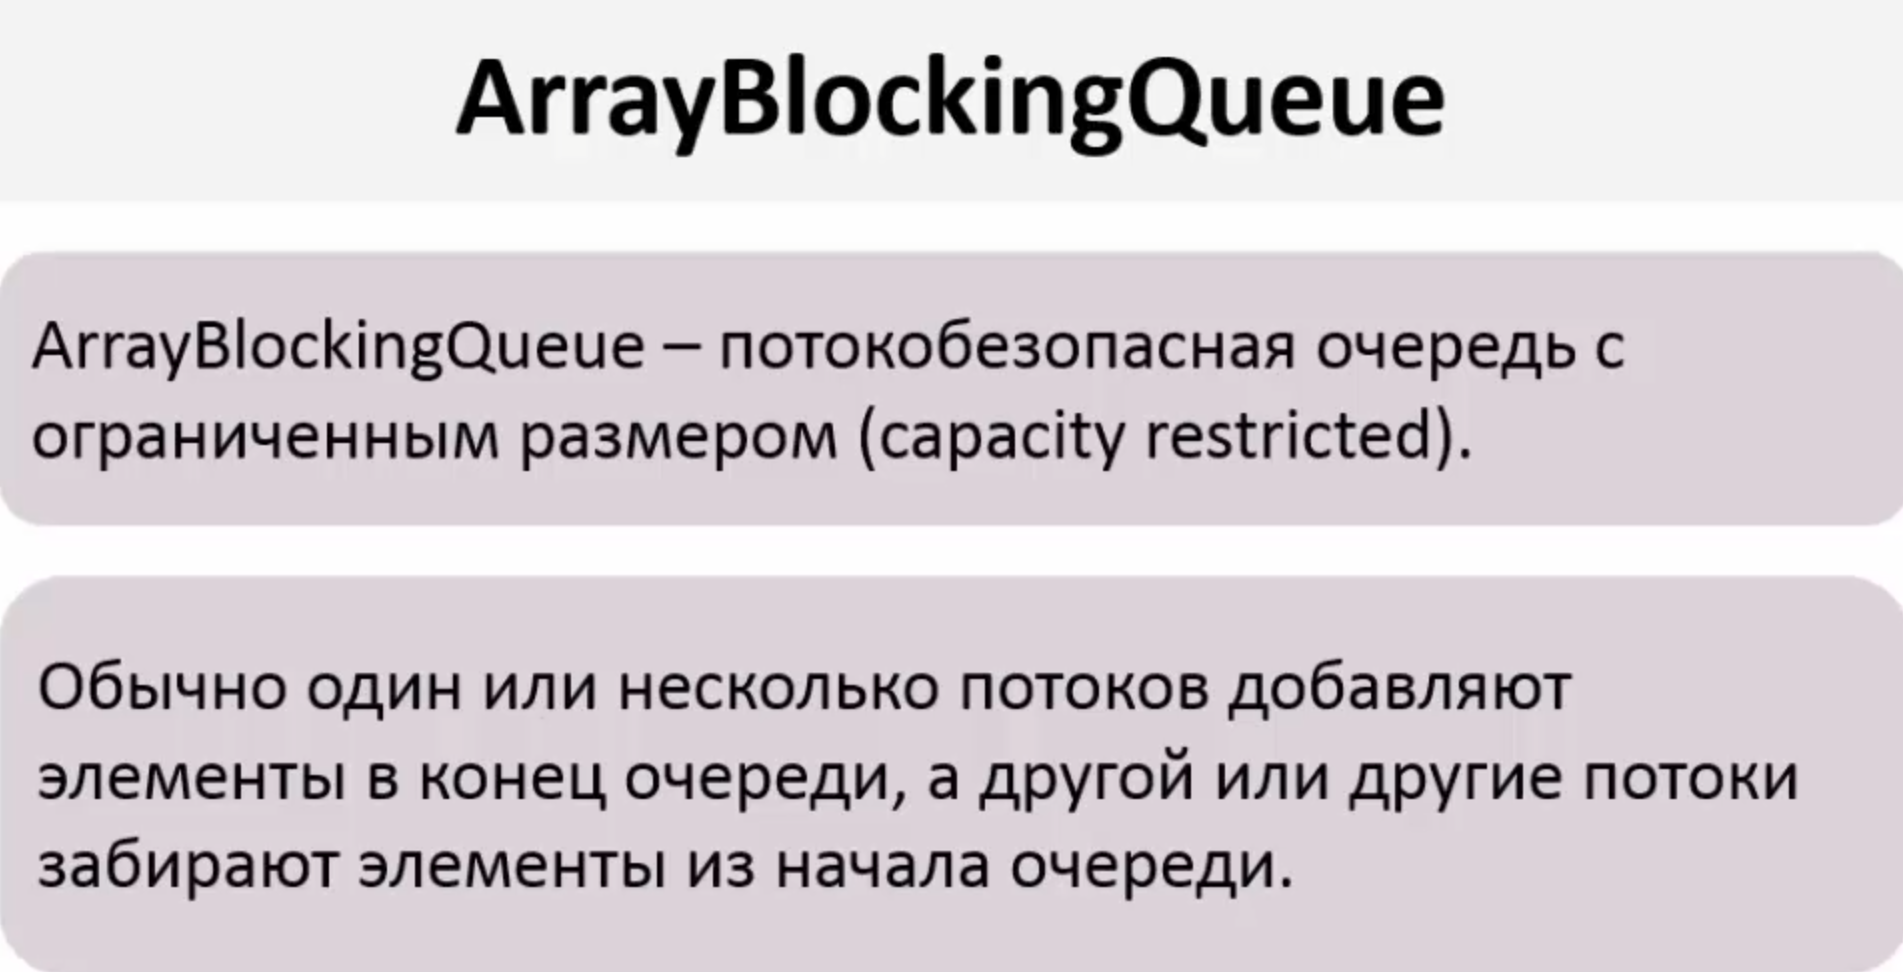 ArrayBlockingQueue
ArrayBlockingQueue – потокобезопасная очередь с
ограниченным размером (capacity restricted).
Обычно один или несколько потоков добавляют
элементы в конец очереди, а другой или другие потоки
забирают элементы из начала очереди.